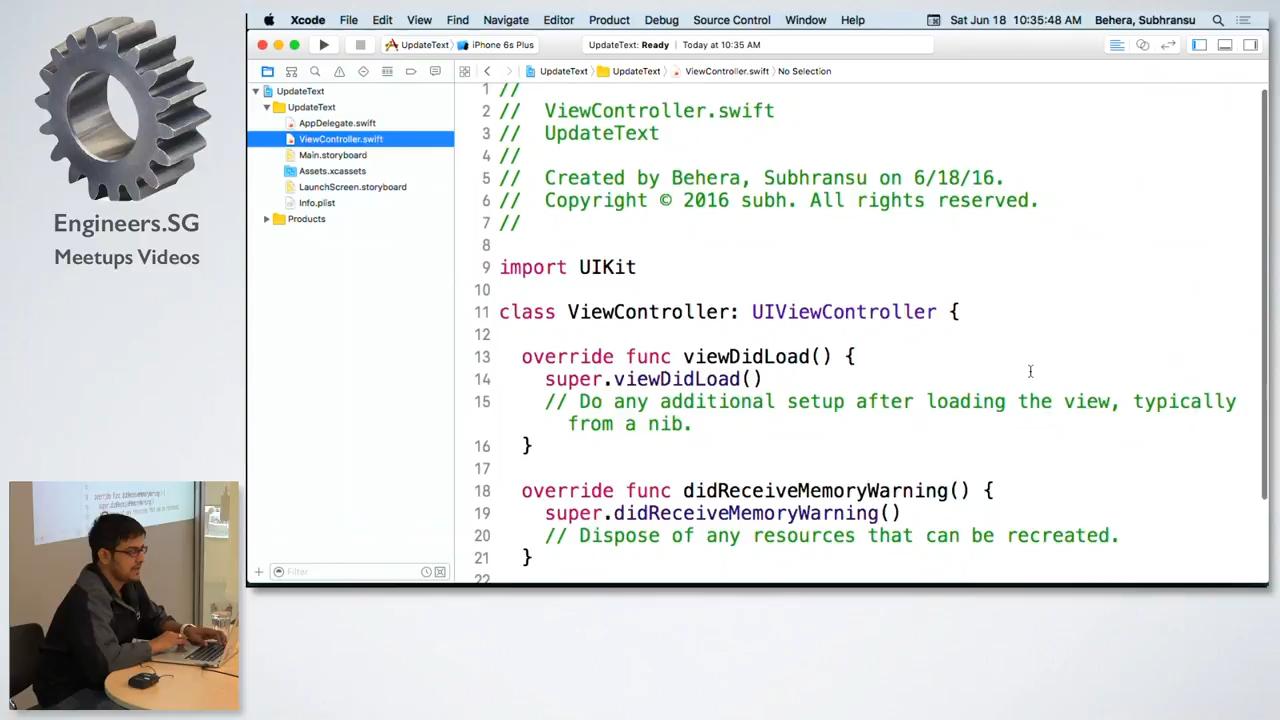 Xcode File Edit View Find Navigate Editor Product Debug Source Control Window Help Sat Jun 18 10:35:48 AM Behera, Subhransu
UpdateText iPhone 6s Plus UpdateText: Ready Today at 10:35 AM
UpdateText UpdateText ViewController.swift No Selection
UpdateText
UpdateText
AppDelegate.swift
ViewController.swift
Main.storyboard
Assets.xcassets
LaunchScreen.storyboard
Info.plist
Products
Filter
1 //
2 // ViewController.swift
3 // UpdateText
4 //
5 // Created by Behera, Subhransu on 6/18/16.
6 // Copyright © 2016 subh. All rights reserved.
7 //
8
9 import UIKit
10
11 class ViewController: UIViewController {
12
13 override func viewDidLoad() {
14 super.viewDidLoad()
15 // Do any additional setup after loading the view, typically
from a nib.
16 }
17
18 override func didReceiveMemoryWarning() {
19 super.didReceiveMemoryWarning()
20 // Dispose of any resources that can be recreated.
21 }
22
Engineers.SG
Meetups Videos